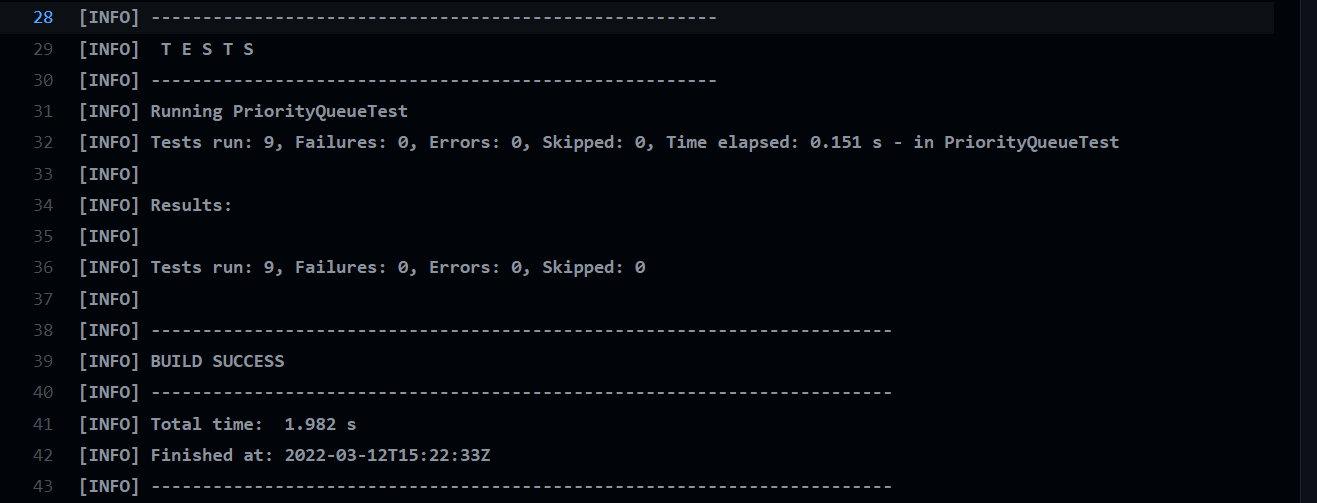 28 [INFO] -------------------------------------------------------
29 [INFO]  T E S T S
30 [INFO] -------------------------------------------------------
31 [INFO] Running PriorityQueueTest
32 [INFO] Tests run: 9, Failures: 0, Errors: 0, Skipped: 0, Time elapsed: 0.151 s - in PriorityQueueTest
33 [INFO]
34 [INFO] Results:
35 [INFO]
36 [INFO] Tests run: 9, Failures: 0, Errors: 0, Skipped: 0
37 [INFO]
38 [INFO] ------------------------------------------------------------------------
39 [INFO] BUILD SUCCESS
40 [INFO] ------------------------------------------------------------------------
41 [INFO] Total time:  1.982 s
42 [INFO] Finished at: 2022-03-12T15:22:33Z
43 [INFO] ------------------------------------------------------------------------